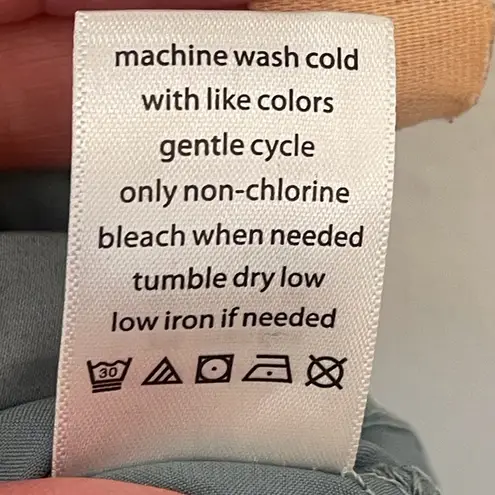 machine wash cold
with like colors
gentle cycle
only non-chlorine
bleach when needed
tumble dry low
low iron if needed
30